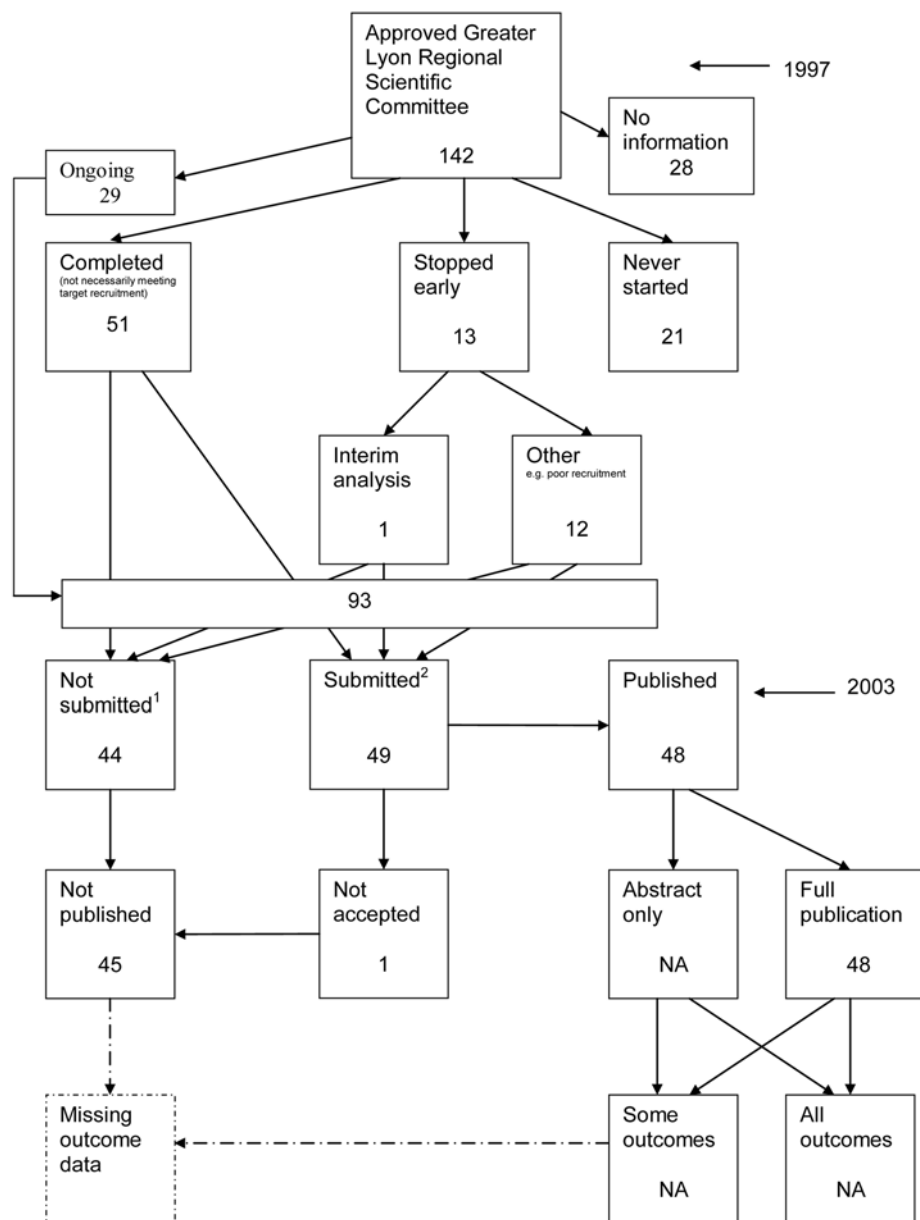 Approved Greater
Lyon Regional
Scientific
Committee
142
1997
No
information
28
Ongoing
29
Completed
(not necessarily meeting
target recruitment)
51
Stopped
early
13
Never
started
21
Interim
analysis
1
Other
e.g. poor recruitment
12
93
Not
submitted¹
44
Submitted²
49
Published
48
2003
Not
published
45
Not
accepted
1
Abstract
only
NA
Full
publication
48
Missing
outcome
data
Some
outcomes
NA
All
outcomes
NA